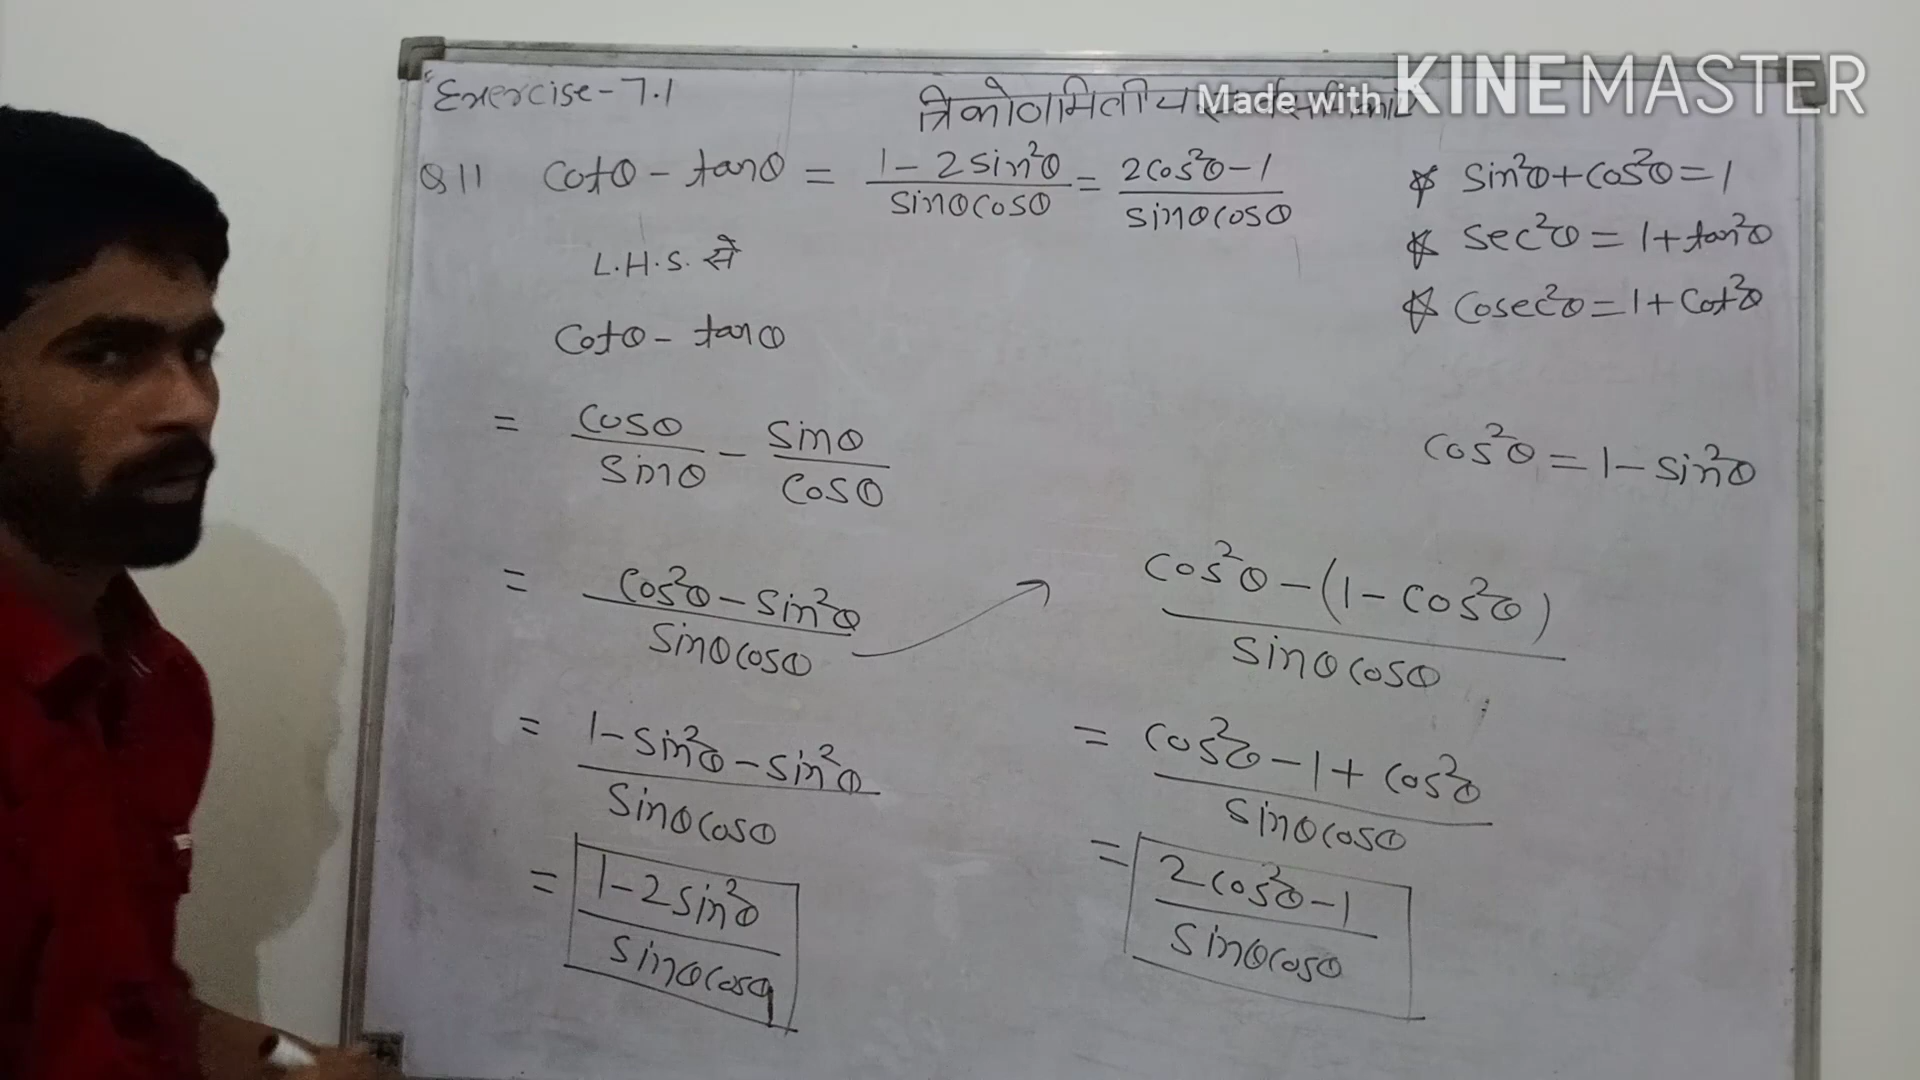 Exercise-7.1
त्रिकोणमितीय
Made with KINEMASTER
Q11 cotθ - tanθ = (1-2sin²θ)/(sinθcosθ) = (2cos²θ-1)/(sinθcosθ)
☆ sin²θ+cos²θ=1
☆ sec²θ=1+tan²θ
☆ cosec²θ=1+cot²θ
L.H.S. से
cotθ - tanθ
= cosθ/sinθ - sinθ/cosθ
cos²θ=1-sin²θ
= (cos²θ-sin²θ)/(sinθcosθ)
= (1-sin²θ-sin²θ)/(sinθcosθ)
= (1-2sin²θ)/(sinθcosθ)
(cos²θ-(1-cos²θ))/(sinθcosθ)
= (cos²θ-1+cos²θ)/(sinθcosθ)
= (2cos²θ-1)/(sinθcosθ)